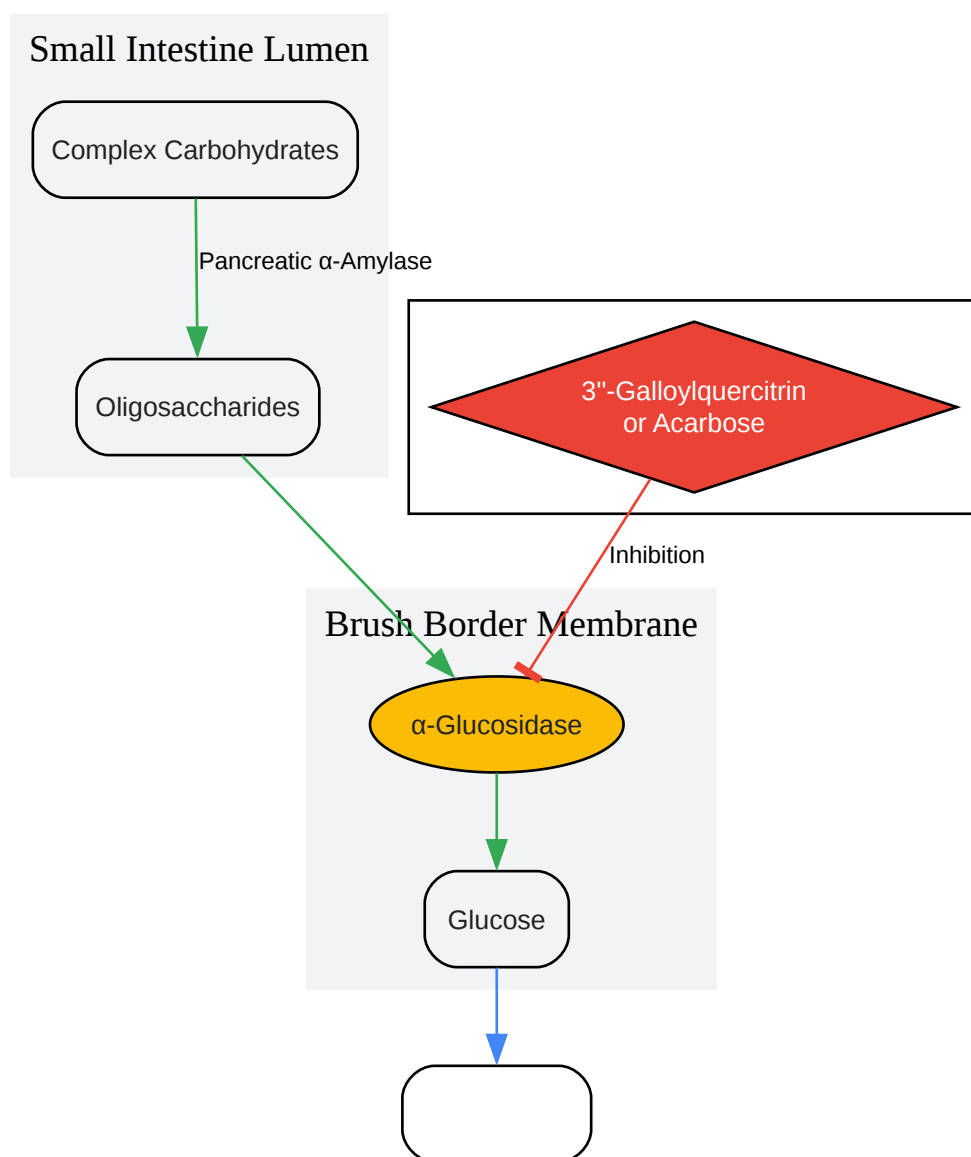 Small Intestine Lumen
Complex Carbohydrates
Pancreatic α-Amylase
Oligosaccharides
3"-Galloylquercitrin
or Acarbose
Inhibition
Brush Border Membrane
α-Glucosidase
Glucose